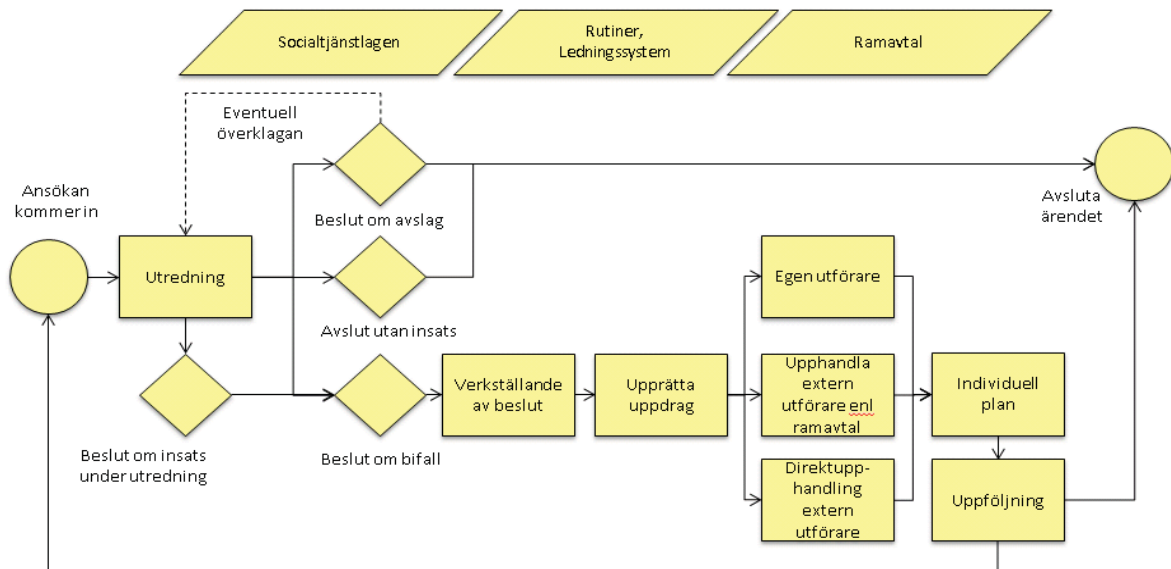 Socialtjänstlagen
Rutiner,
Ledningssystem
Ramavtal
Eventuell
överklagan
Ansökan
kommer in
Beslut om avslag
Avsluta
ärendet
Utredning
Egen utförare
Avslut utan insats
Verkställande
av beslut
Upprätta
uppdrag
Upphandla
extern
utförare enl
ramavtal
Individuell
plan
Beslut om insats
under utredning
Beslut om bifall
Direktupp-
handling
extern
utförare
Uppföljning